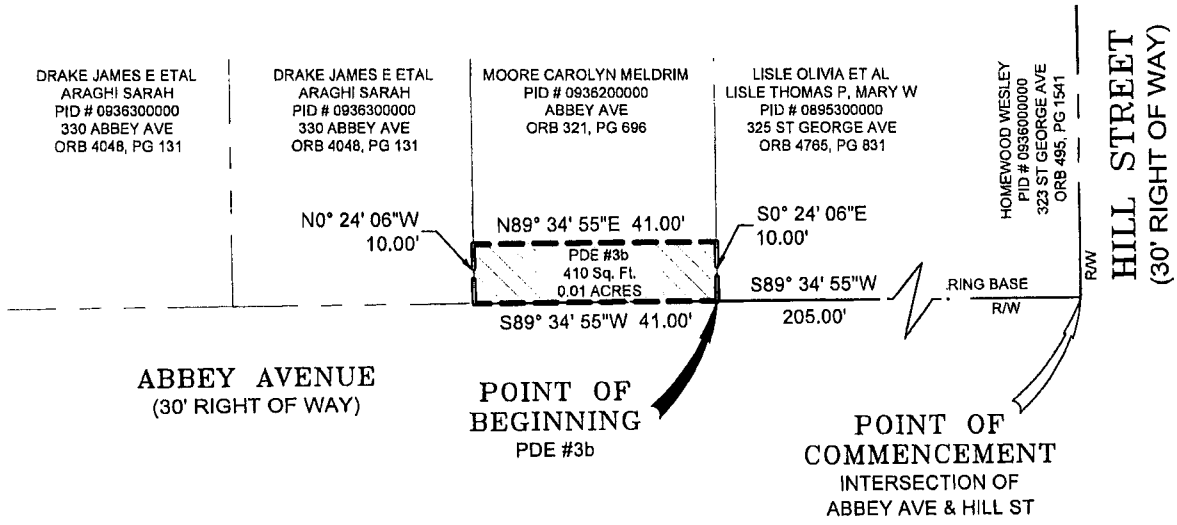 DRAKE JAMES E ETAL
ARAGHI SARAH
PID # 0936300000
330 ABBEY AVE
ORB 4048, PG 131
DRAKE JAMES E ETAL
ARAGHI SARAH
PID # 0936300000
330 ABBEY AVE
ORB 4048, PG 131
MOORE CAROLYN MELDRIM
PID # 0936200000
ABBEY AVE
ORB 321, PG 696
LISLE OLIVIA ET AL
LISLE THOMAS P, MARY W
PID # 0895300000
325 ST GEORGE AVE
ORB 4765, PG 831
HOMEWOOD WESLEY
PID # 0936000000
323 ST GEORGE AVE
ORB 495, PG 1541
HILL STREET
(30' RIGHT OF WAY)
R/W
N0° 24' 06"W
10.00'
N89° 34' 55"E 41.00'
S0° 24' 06"E
10.00'
PDE #3b
410 Sq. Ft.
0.01 ACRES
S89° 34' 55"W 41.00'
S89° 34' 55"W
205.00'
.RING BASE
R/W
ABBEY AVENUE
(30' RIGHT OF WAY)
POINT OF
BEGINNING
PDE #3b
POINT OF
COMMENCEMENT
INTERSECTION OF
ABBEY AVE & HILL ST